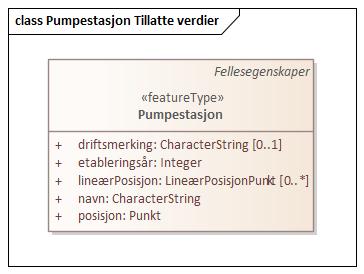 class Pumpestasjon Tillatte verdier
Fellesegenskaper
«featureType»
Pumpestasjon
+ driftsmerking: CharacterString [0..1]
+ etableringsår: Integer
+ lineærPosisjon: LineærPosisjonPunkt [0..*]
+ navn: CharacterString
+ posisjon: Punkt